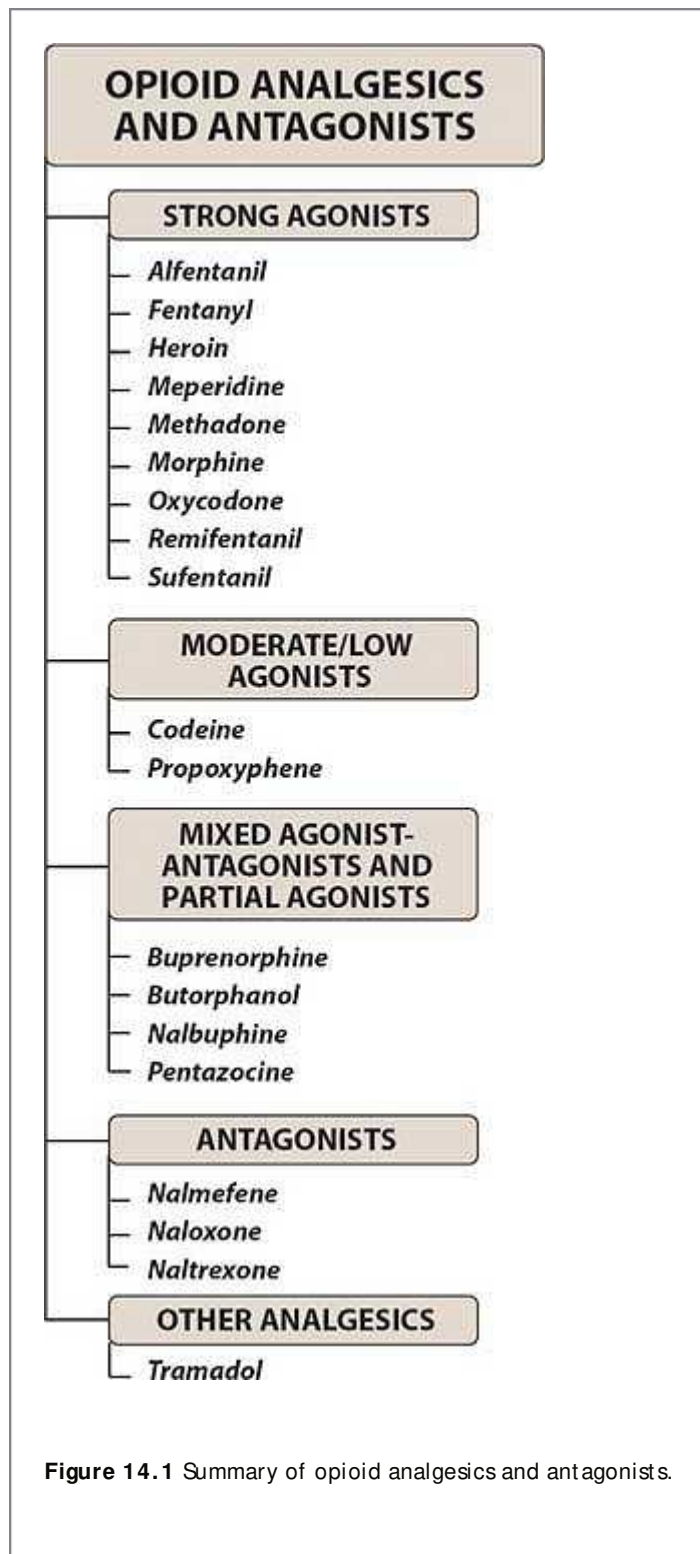 OPIOID ANALGESICS
AND ANTAGONISTS
STRONG AGONISTS
Alfentanil
Fentanyl
Heroin
Meperidine
Methadone
Morphine
Oxycodone
Remifentanil
Sufentanil
MODERATE/LOW
AGONISTS
Codeine
Propoxyphene
MIXED AGONIST-
ANTAGONISTS AND
PARTIAL AGONISTS
Buprenorphine
Butorphanol
Nalbuphine
Pentazocine
ANTAGONISTS
Nalmefene
Naloxone
Naltrexone
OTHER ANALGESICS
Tramadol
Figure 14.1 Summary of opioid analgesics and antagonists.